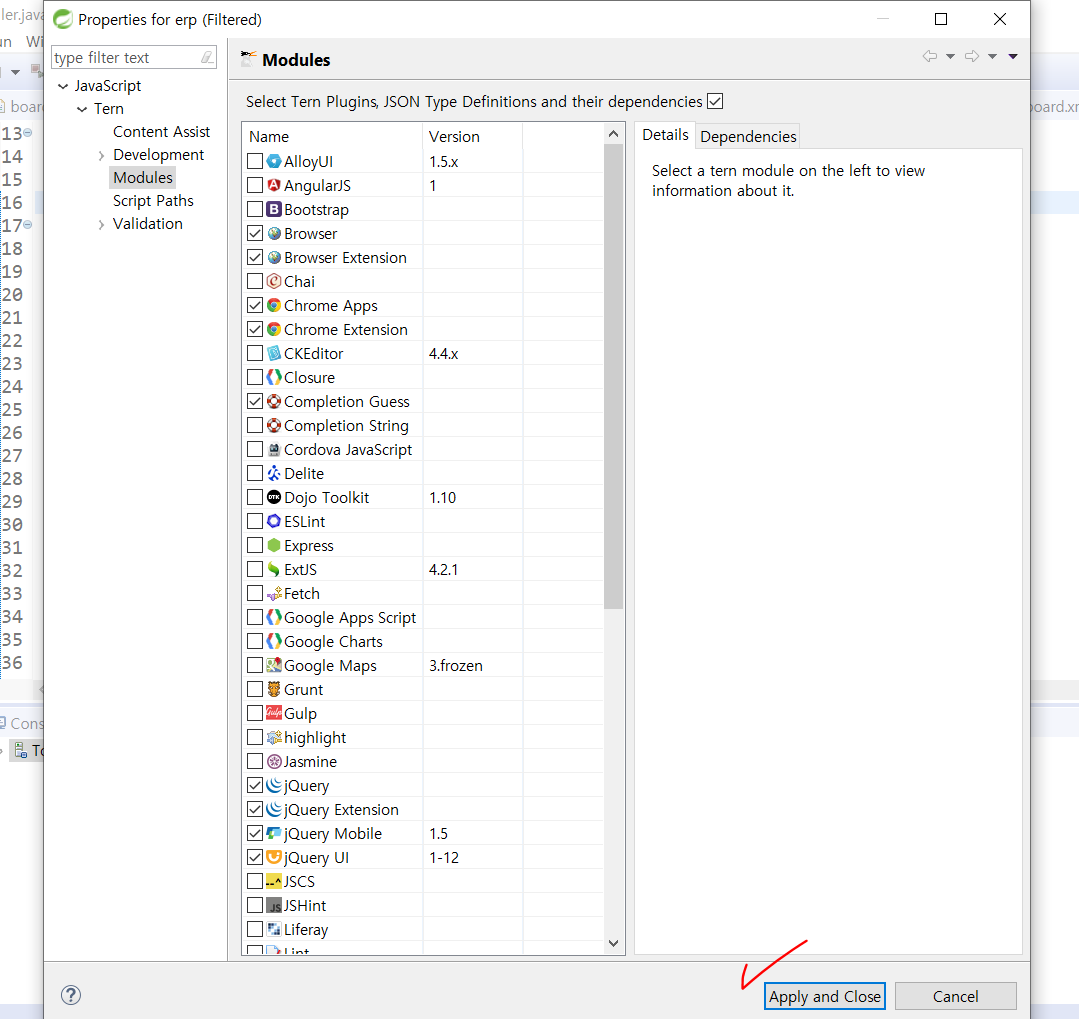 ler.java
Properties for erp (Filtered)
un Wi
type filter text
JavaScript
Tern
Content Assist
Development
Modules
Script Paths
Validation
Modules
Select Tern Plugins, JSON Type Definitions and their dependencies
Name Version
AlloyUI 1.5.x
AngularJS 1
Bootstrap
Browser
Browser Extension
Chai
Chrome Apps
Chrome Extension
CKEditor 4.4.x
Closure
Completion Guess
Completion String
Cordova JavaScript
Delite
Dojo Toolkit 1.10
ESLint
Express
ExtJS 4.2.1
Fetch
Google Apps Script
Google Charts
Google Maps 3.frozen
Grunt
Gulp
highlight
Jasmine
jQuery
jQuery Extension
jQuery Mobile 1.5
jQuery UI 1-12
JSCS
JSHint
Liferay
Lint
Details Dependencies
Select a tern module on the left to view
information about it.
Apply and Close Cancel
boar
13
14
15
16
17
18
19
20
21
22
23
24
25
26
27
28
29
30
31
32
33
34
35
36
Cons
To
oard.xm